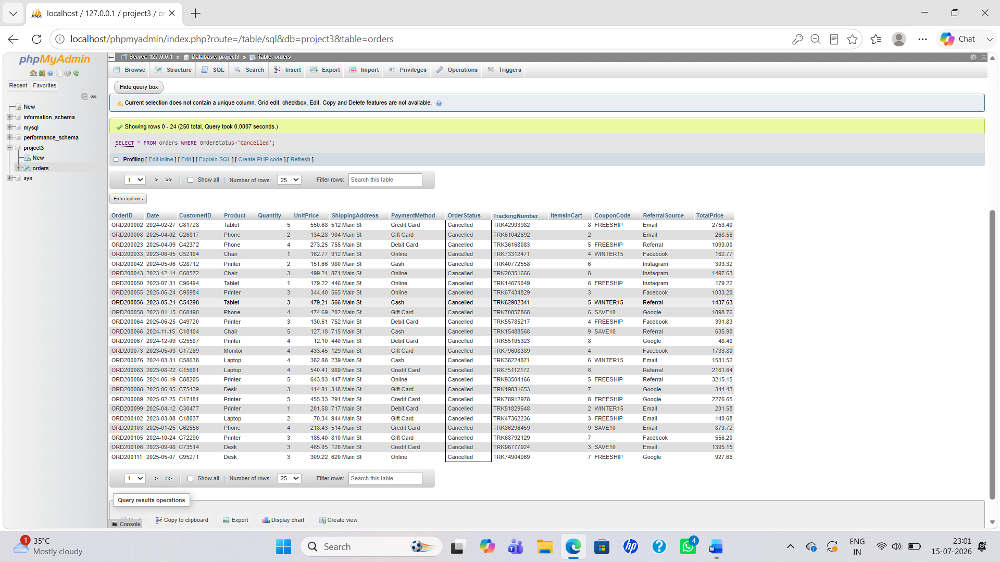 localhost / 127.0.0.1 / project3 / or
localhost/phpmyadmin/index.php?route=/table/sql&db=project3&table=orders
Chat
phpMyAdmin
Recent Favorites
New
information_schema
mysql
performance_schema
project3
New
orders
sys
Server: 127.0.0.1 » Database: project3 » Table: orders
Browse Structure SQL Search Insert Export Import Privileges Operations Triggers
Hide query box
Current selection does not contain a unique column. Grid edit, checkbox, Edit, Copy and Delete features are not available.
Showing rows 0 - 24 (250 total, Query took 0.0007 seconds.)
SELECT * FROM orders WHERE OrderStatus='Cancelled';
Profiling [ Edit inline ] [ Edit ] [ Explain SQL ] [ Create PHP code ] [ Refresh ]
1 > >> Show all Number of rows: 25 Filter rows: Search this table
Extra options
OrderID Date CustomerID Product Quantity UnitPrice ShippingAddress PaymentMethod OrderStatus TrackingNumber ItemsInCart CouponCode ReferralSource TotalPrice
ORD200002 2024-02-27 C81728 Tablet 5 550.68 512 Main St Credit Card Cancelled TRK42903982 8 FREESHIP Email 2753.40
ORD200008 2025-04-02 C26817 Phone 2 134.28 904 Main St Gift Card Cancelled TRK61042692 2 Email 268.56
ORD200023 2025-04-09 C42372 Phone 4 273.25 755 Main St Debit Card Cancelled TRK36168083 5 FREESHIP Referral 1093.00
ORD200033 2023-06-05 C52184 Chair 1 162.77 912 Main St Online Cancelled TRK73312471 4 WINTER15 Facebook 162.77
ORD200042 2024-05-06 C28712 Printer 2 151.66 980 Main St Cash Cancelled TRK40772558 6 Instagram 303.32
ORD200043 2023-12-14 C60572 Chair 3 499.21 871 Main St Online Cancelled TRK20351666 8 Instagram 1497.63
ORD200050 2023-07-31 C96494 Tablet 1 179.22 446 Main St Online Cancelled TRK14675049 6 FREESHIP Instagram 179.22
ORD200055 2025-06-24 C95984 Printer 3 344.40 565 Main St Online Cancelled TRK67434829 3 Facebook 1033.20
ORD200056 2023-05-21 C54298 Tablet 3 479.21 566 Main St Cash Cancelled TRK62902341 5 WINTER15 Referral 1437.63
ORD200058 2023-01-15 C60190 Phone 4 474.69 202 Main St Gift Card Cancelled TRK70857868 6 SAVE10 Google 1898.76
ORD200064 2025-06-25 C49720 Printer 3 130.61 752 Main St Debit Card Cancelled TRK55785217 4 FREESHIP Facebook 391.83
ORD200066 2024-11-15 C18104 Chair 5 127.18 715 Main St Cash Cancelled TRK15488568 9 SAVE10 Referral 635.90
ORD200067 2024-12-09 C25587 Printer 4 12.10 440 Main St Debit Card Cancelled TRK55105323 8 Google 48.40
ORD200073 2023-05-03 C17269 Monitor 4 433.45 129 Main St Gift Card Cancelled TRK79608389 4 Facebook 1733.80
ORD200076 2024-03-31 C58638 Laptop 4 382.88 239 Main St Cash Cancelled TRK38224871 6 WINTER15 Email 1531.52
ORD200083 2023-08-22 C15681 Laptop 4 540.41 989 Main St Credit Card Cancelled TRK75112172 6 Referral 2161.64
ORD200086 2024-06-19 C88205 Printer 5 643.03 447 Main St Online Cancelled TRK93504166 5 FREESHIP Referral 3215.15
ORD200088 2025-06-05 C75439 Desk 3 114.81 318 Main St Gift Card Cancelled TRK19831653 7 Google 344.43
ORD200089 2025-02-25 C17181 Printer 5 455.33 291 Main St Credit Card Cancelled TRK78912978 8 FREESHIP Google 2276.65
ORD200099 2025-04-12 C30477 Printer 1 201.58 717 Main St Debit Card Cancelled TRK51829648 2 WINTER15 Email 201.58
ORD200102 2023-03-08 C18037 Laptop 2 70.34 944 Main St Gift Card Cancelled TRK47362236 3 FREESHIP Email 140.68
ORD200103 2025-01-25 C62656 Phone 4 218.43 514 Main St Credit Card Cancelled TRK86296459 9 SAVE10 Email 873.72
ORD200105 2024-10-24 C72290 Printer 3 185.40 810 Main St Gift Card Cancelled TRK68792129 7 Facebook 556.20
ORD200106 2023-09-08 C73514 Desk 3 465.05 126 Main St Credit Card Cancelled TRK96777924 3 SAVE10 Email 1395.15
ORD200111 2025-05-07 C95271 Desk 3 309.22 620 Main St Online Cancelled TRK74904969 7 FREESHIP Google 927.66
1 > >> Show all Number of rows: 25 Filter rows: Search this table
Query results operations
Print Copy to clipboard Export Display chart Create view
Console
1 35°C
Mostly cloudy
Search
4
ENG
IN
23:01
15-07-2026